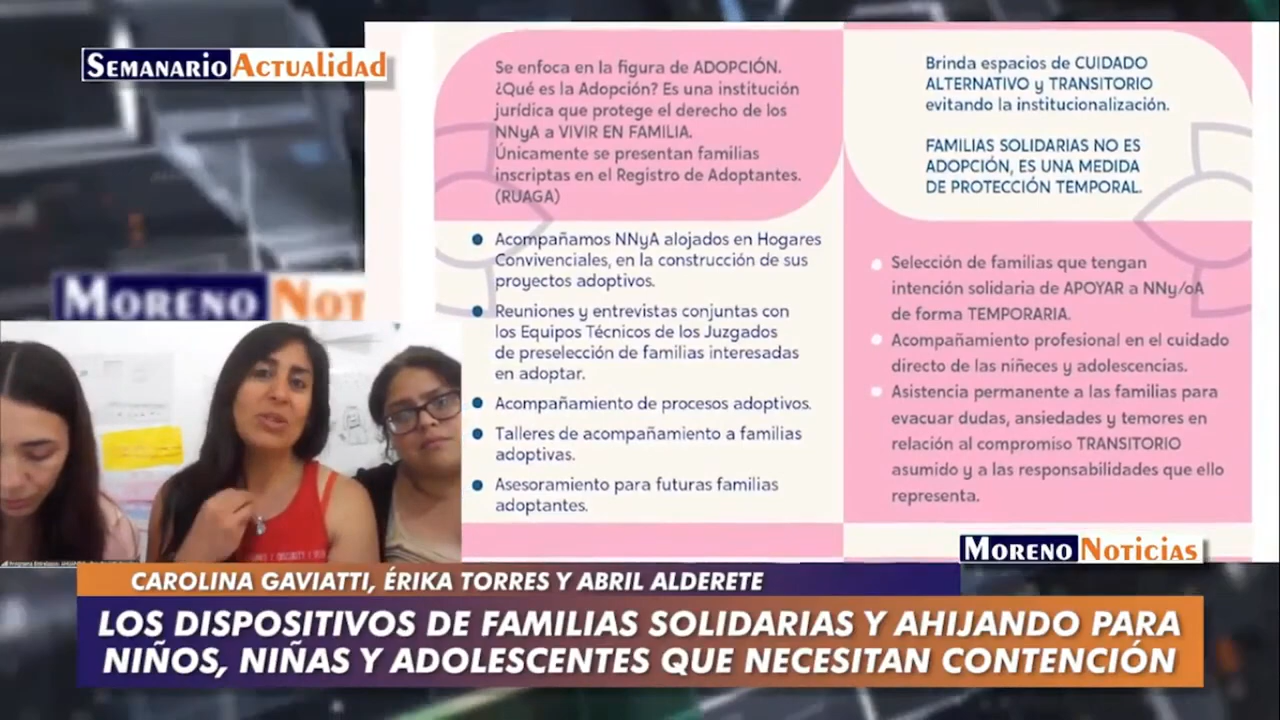 SEMANARIO ACTUALIDAD
Se enfoca en la figura de ADOPCIÓN.
¿Qué es la Adopción? Es una institución
jurídica que protege el derecho de los
NNyA a VIVIR EN FAMILIA.
Únicamente se presentan familias
inscriptas en el Registro de Adoptantes.
(RUAGA)
Acompañamos NNyA alojados en Hogares
Convivenciales, en la construcción de sus
proyectos adoptivos.
Reuniones y entrevistas conjuntas con
los Equipos Técnicos de los Juzgados
de preselección de familias interesadas
en adoptar.
Acompañamiento de procesos adoptivos.
Talleres de acompañamiento a familias
adoptivas.
Asesoramiento para futuras familias
adoptantes.
Brinda espacios de CUIDADO
ALTERNATIVO y TRANSITORIO
evitando la institucionalización.
FAMILIAS SOLIDARIAS NO ES
ADOPCIÓN, ES UNA MEDIDA
DE PROTECCIÓN TEMPORAL.
Selección de familias que tengan
intención solidaria de APOYAR a NNy/oA
de forma TEMPORARIA.
Acompañamiento profesional en el cuidado
directo de las niñeces y adolescencias.
Asistencia permanente a las familias para
evacuar dudas, ansiedades y temores en
relación al compromiso TRANSITORIO
asumido y a las responsabilidades que ello
representa.
MORENO NOT
MORENO NOTICIAS
CAROLINA GAVIATTI, ÉRIKA TORRES Y ABRIL ALDERETE
LOS DISPOSITIVOS DE FAMILIAS SOLIDARIAS Y AHIJANDO PARA
NIÑOS, NIÑAS Y ADOLESCENTES QUE NECESITAN CONTENCIÓN